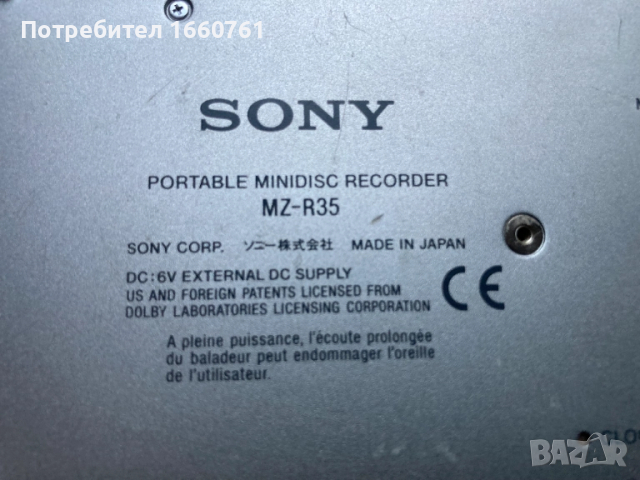 Потребител 1660761
SONY
PORTABLE MINIDISC RECORDER
MZ-R35
SONY CORP. ソニー株式会社 MADE IN JAPAN
DC:6V EXTERNAL DC SUPPLY
US AND FOREIGN PATENTS LICENSED FROM
DOLBY LABORATORIES LICENSING CORPORATION
CE
A pleine puissance, l'écoute prolongée
du baladeur peut endommager l'oreille
de l'utilisateur.
BAZAR